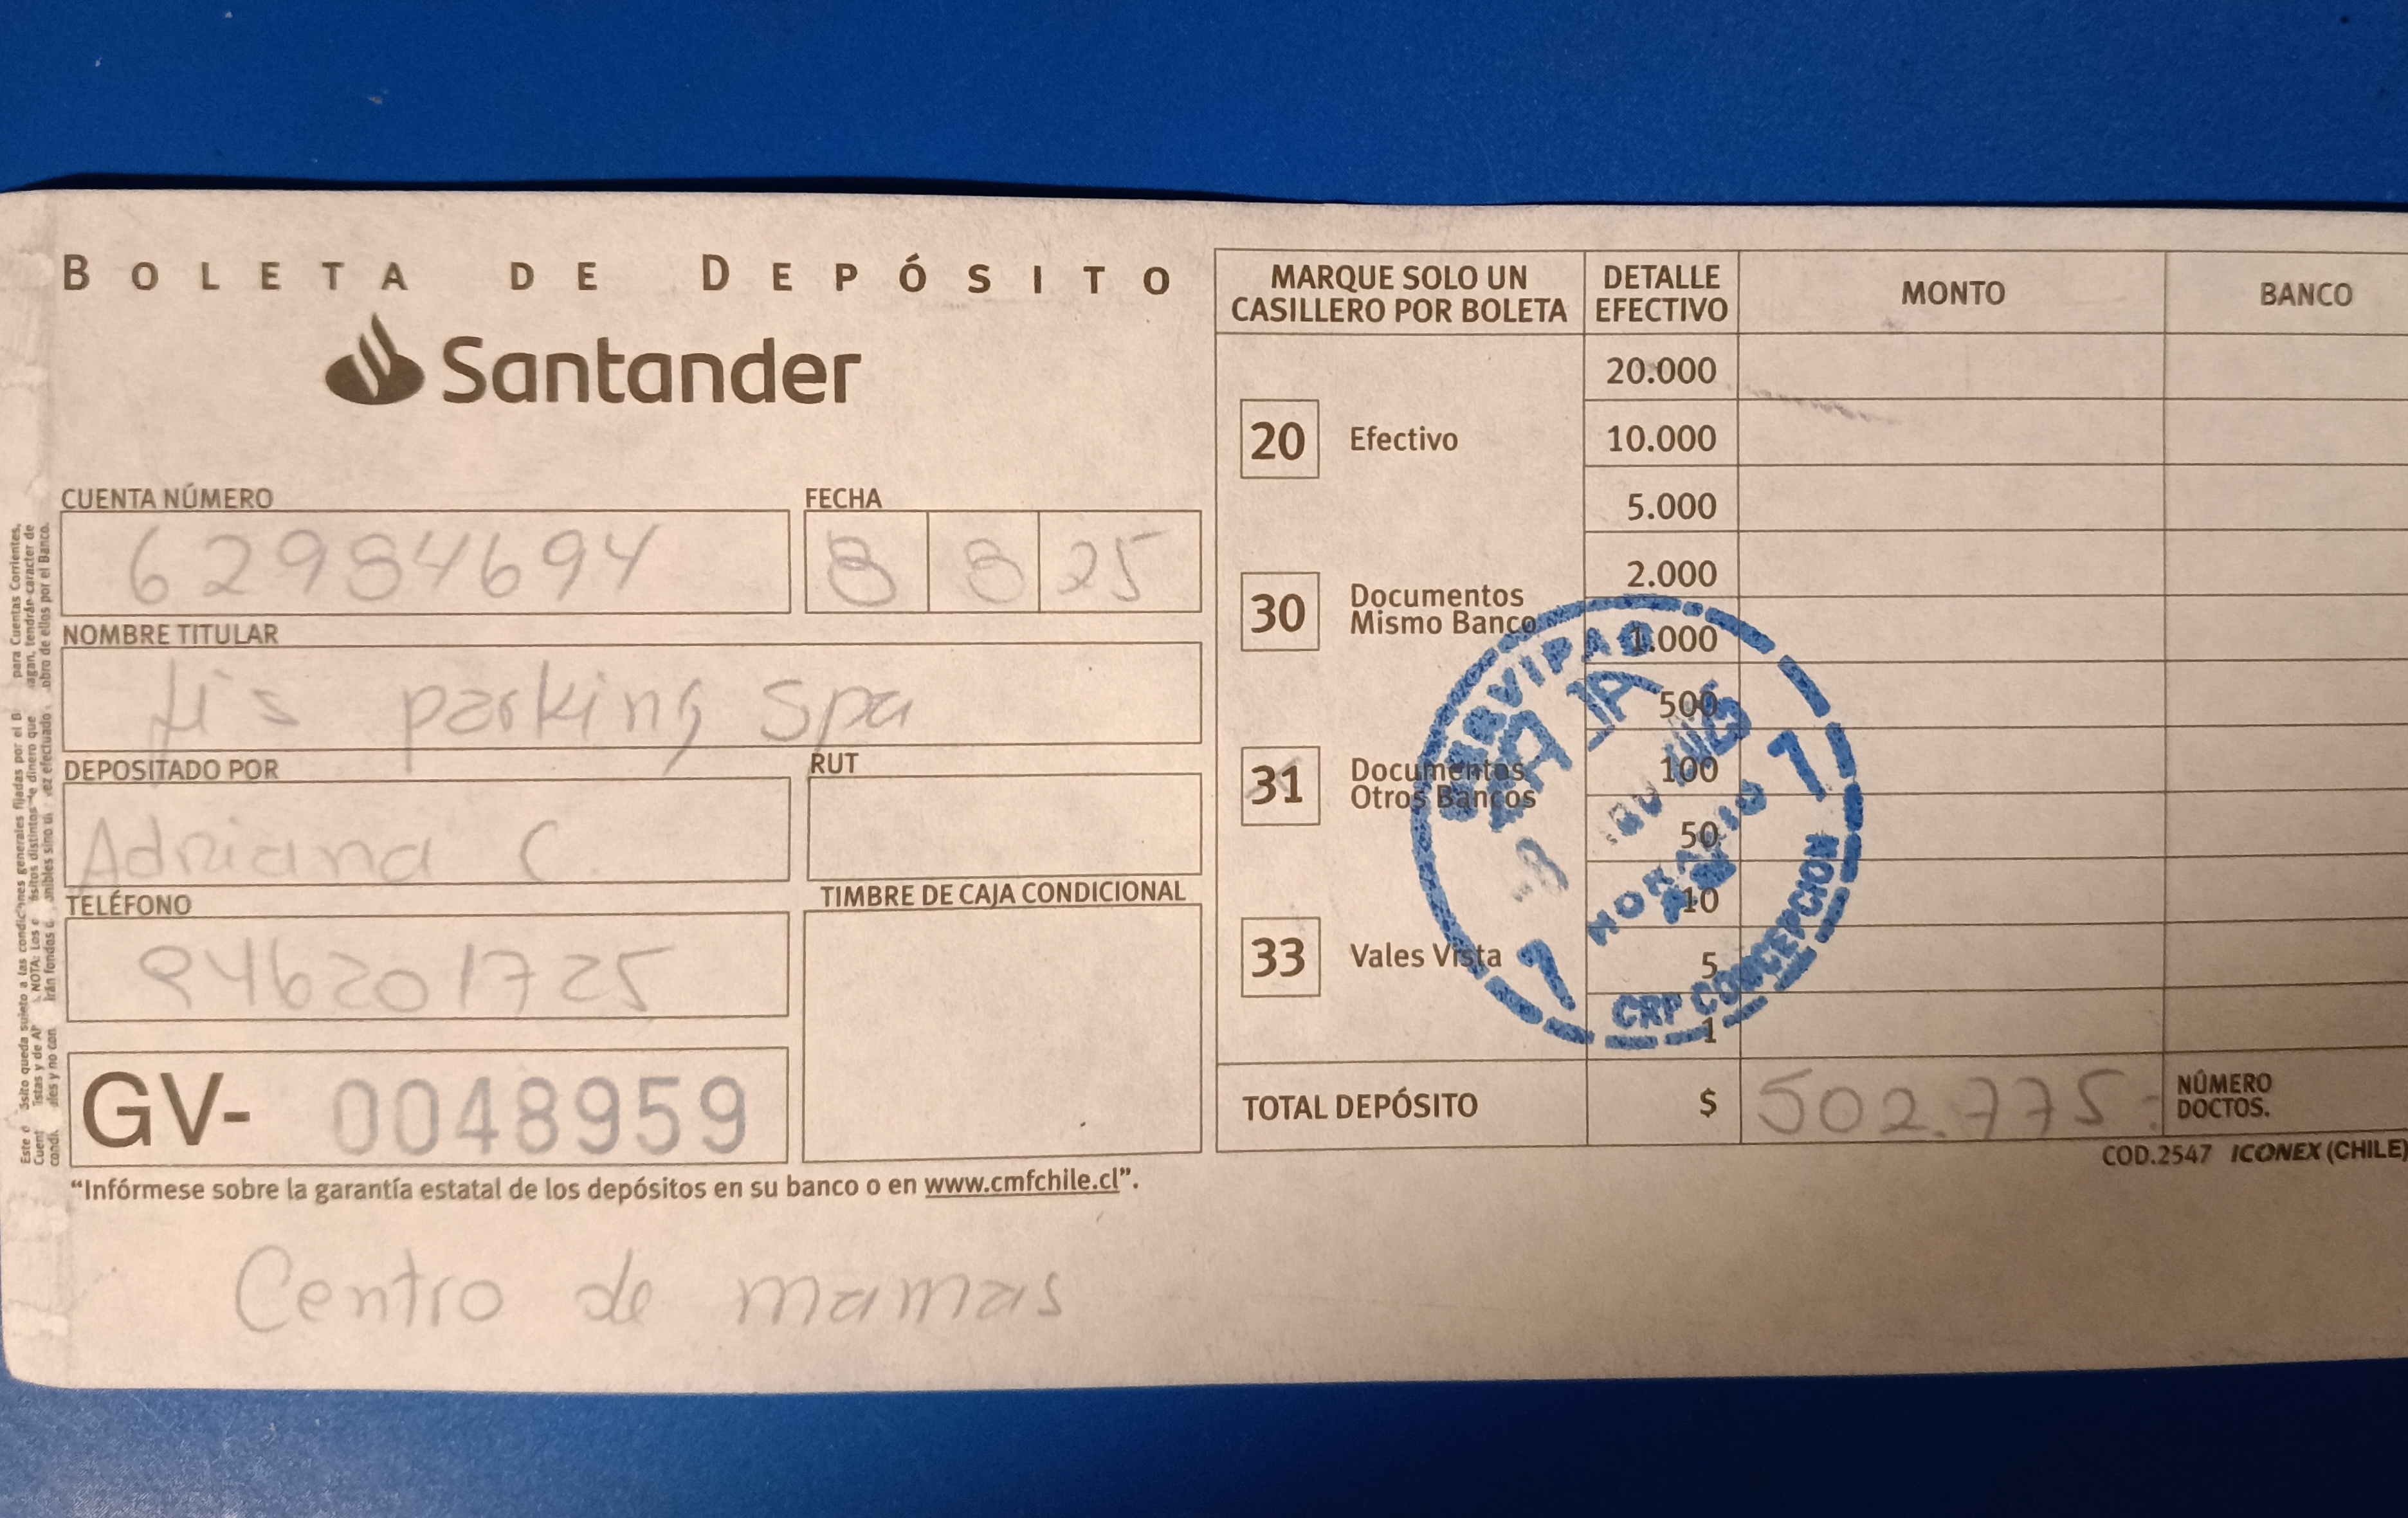 BOLETA DE DEPÓSITO
Santander
CUENTA NÚMERO
62984694
FECHA
8 8 25
NOMBRE TITULAR
parking Spa
DEPOSITADO POR
Adriana C.
RUT
TELÉFONO
946201725
TIMBRE DE CAJA CONDICIONAL
GV- 0048959
"Infórmese sobre la garantía estatal de los depósitos en su banco o en www.cmfchile.cl".
Centro de mamas
MARQUE SOLO UN
CASILLERO POR BOLETA
20 Efectivo
30 Documentos
Mismo Banco
31 Documentos
Otros Bancos
33 Vales Vista
DETALLE
EFECTIVO
20.000
10.000
5.000
2.000
1.000
500
100
50
10
5
1
MONTO
BANCO
SERVIPAG
CAJA
HORARIO
CRP CONCEPCION
TOTAL DEPÓSITO $ 502.775.-
NÚMERO
DOCTOS.
COD.2547 ICONEX (CHILE)